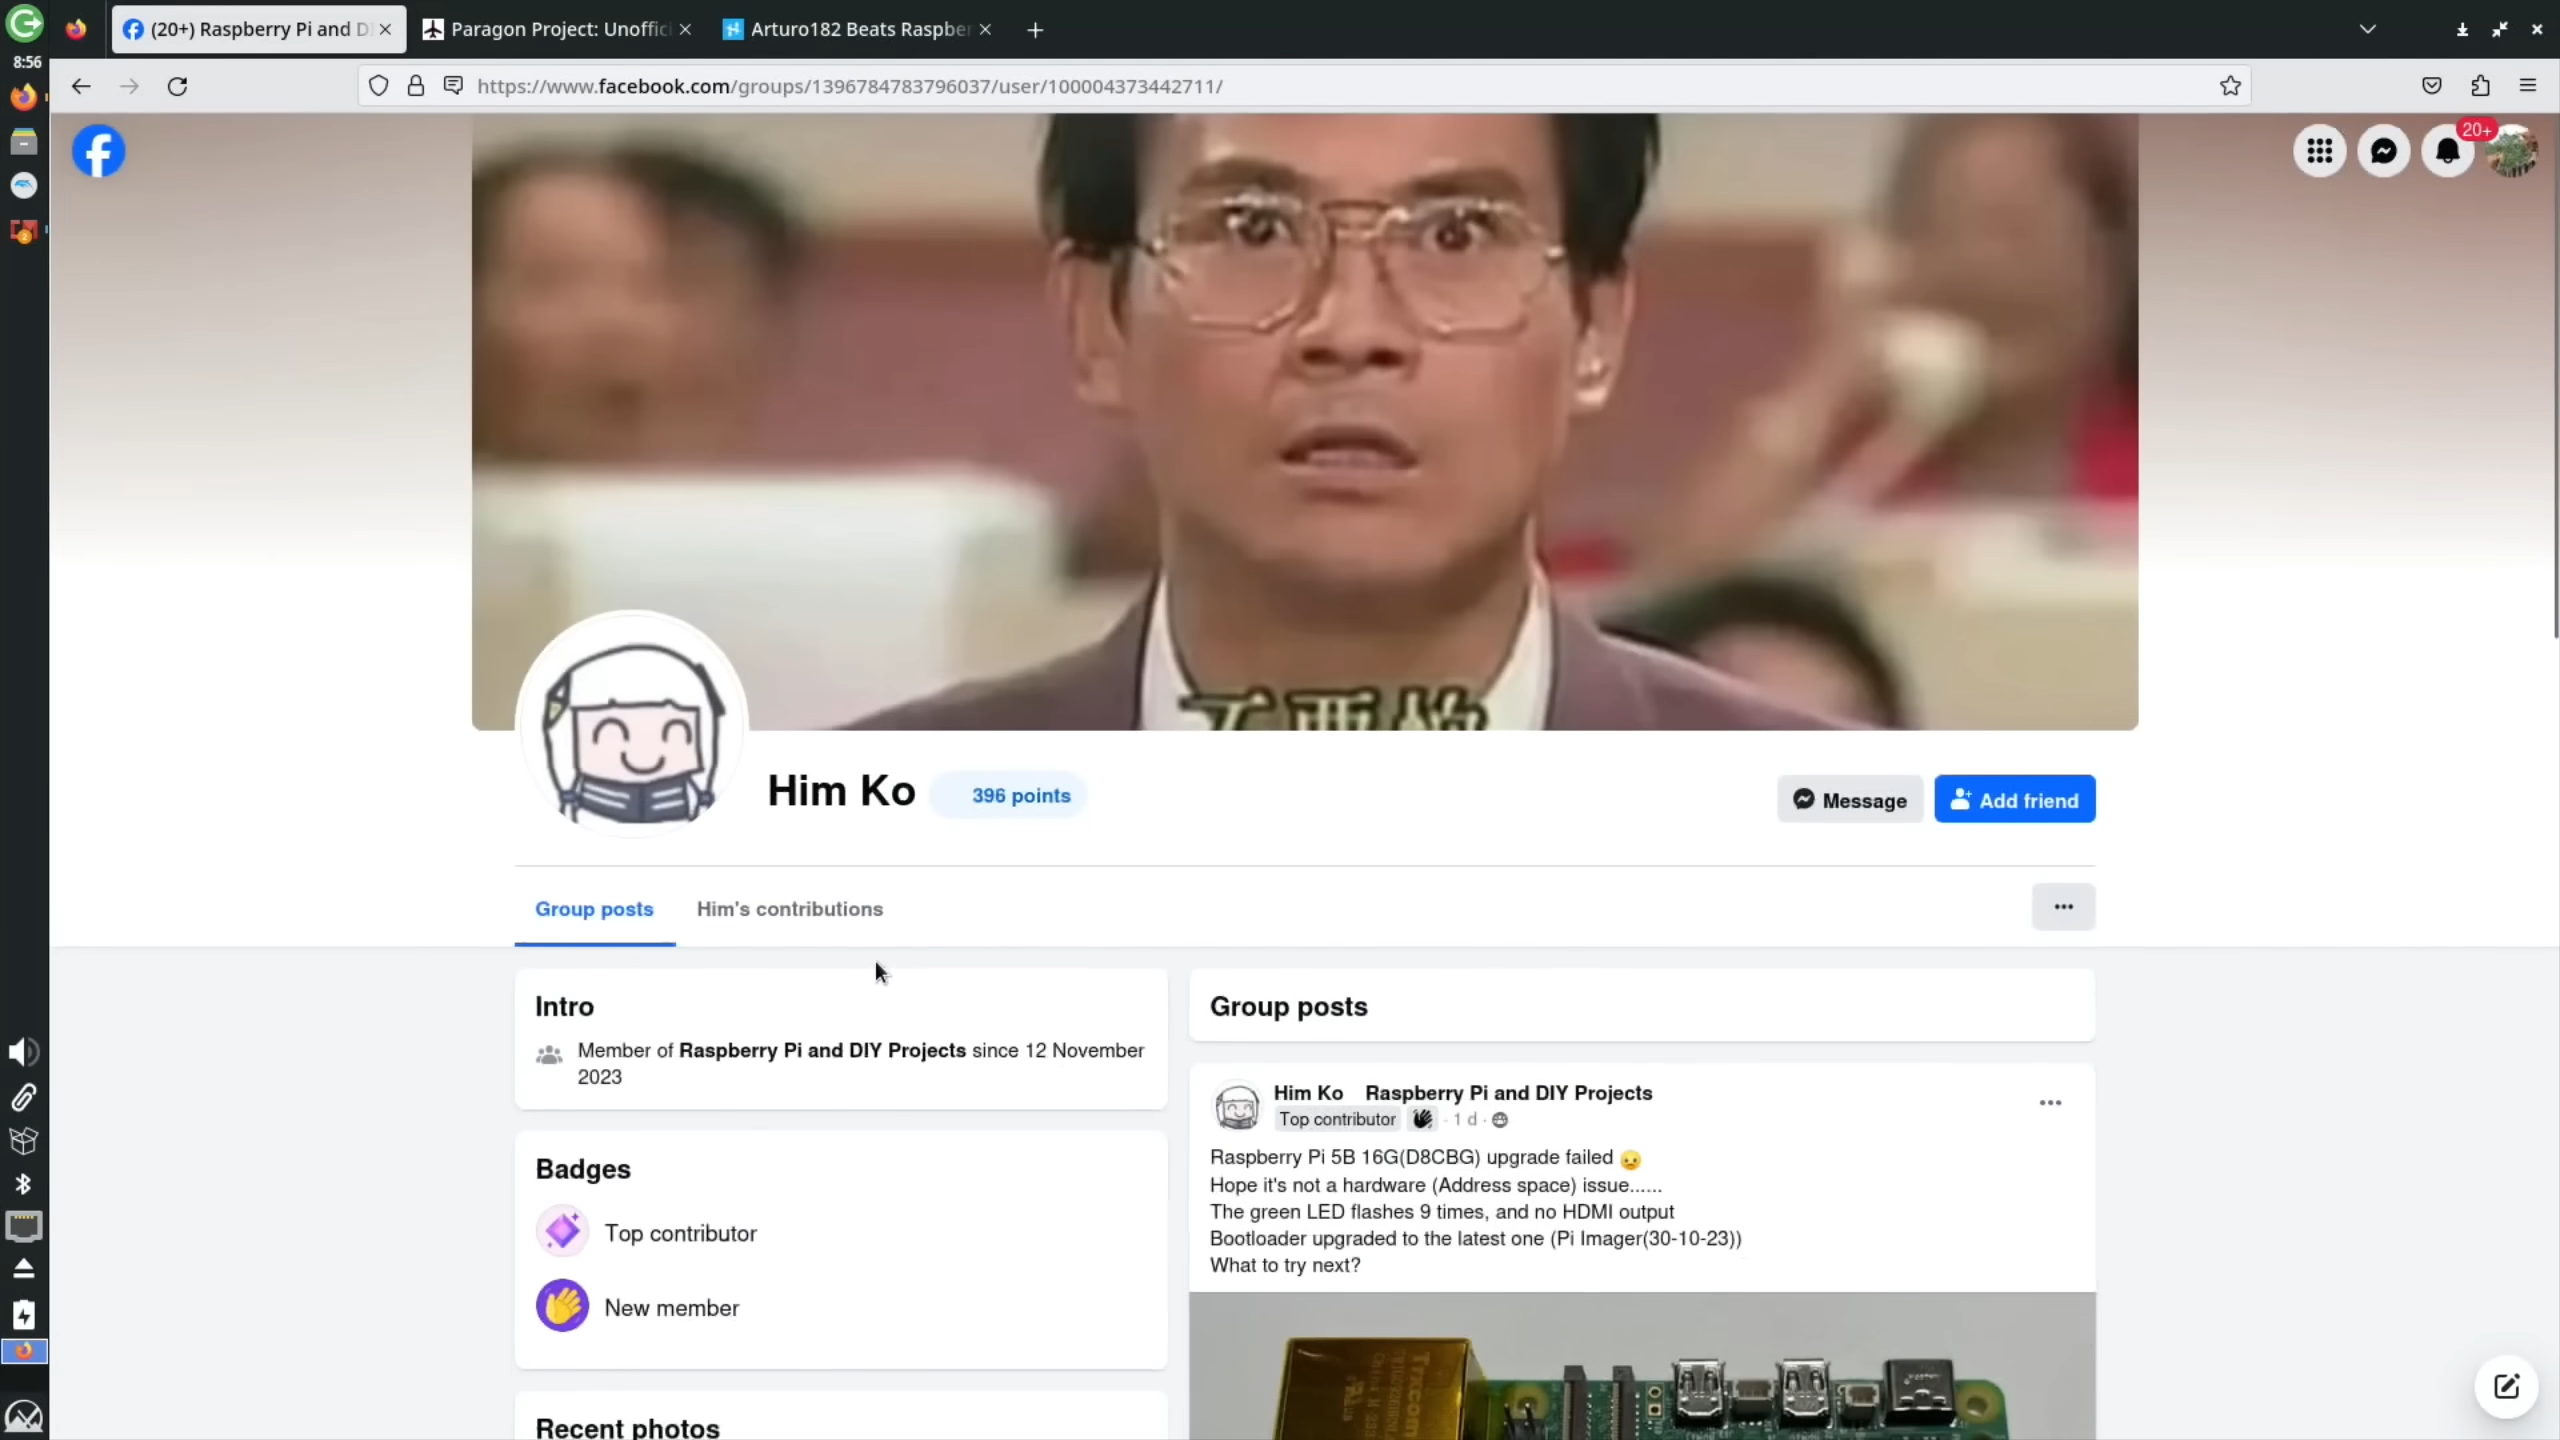 8:56
(20+) Raspberry Pi and D
Paragon Project: Unoffici
Arturo182 Beats Raspber
https://www.facebook.com/groups/1396784783796037/user/100004373442711/
20+
Him Ko
396 points
Message
Add friend
Group posts
Him's contributions
Intro
Member of Raspberry Pi and DIY Projects since 12 November
2023
Badges
Top contributor
New member
Recent photos
Group posts
Him Ko Raspberry Pi and DIY Projects
Top contributor · 1 d ·
Raspberry Pi 5B 16G(D8CBG) upgrade failed 😞
Hope it's not a hardware (Address space) issue......
The green LED flashes 9 times, and no HDMI output
Bootloader upgraded to the latest one (Pi Imager(30-10-23))
What to try next?